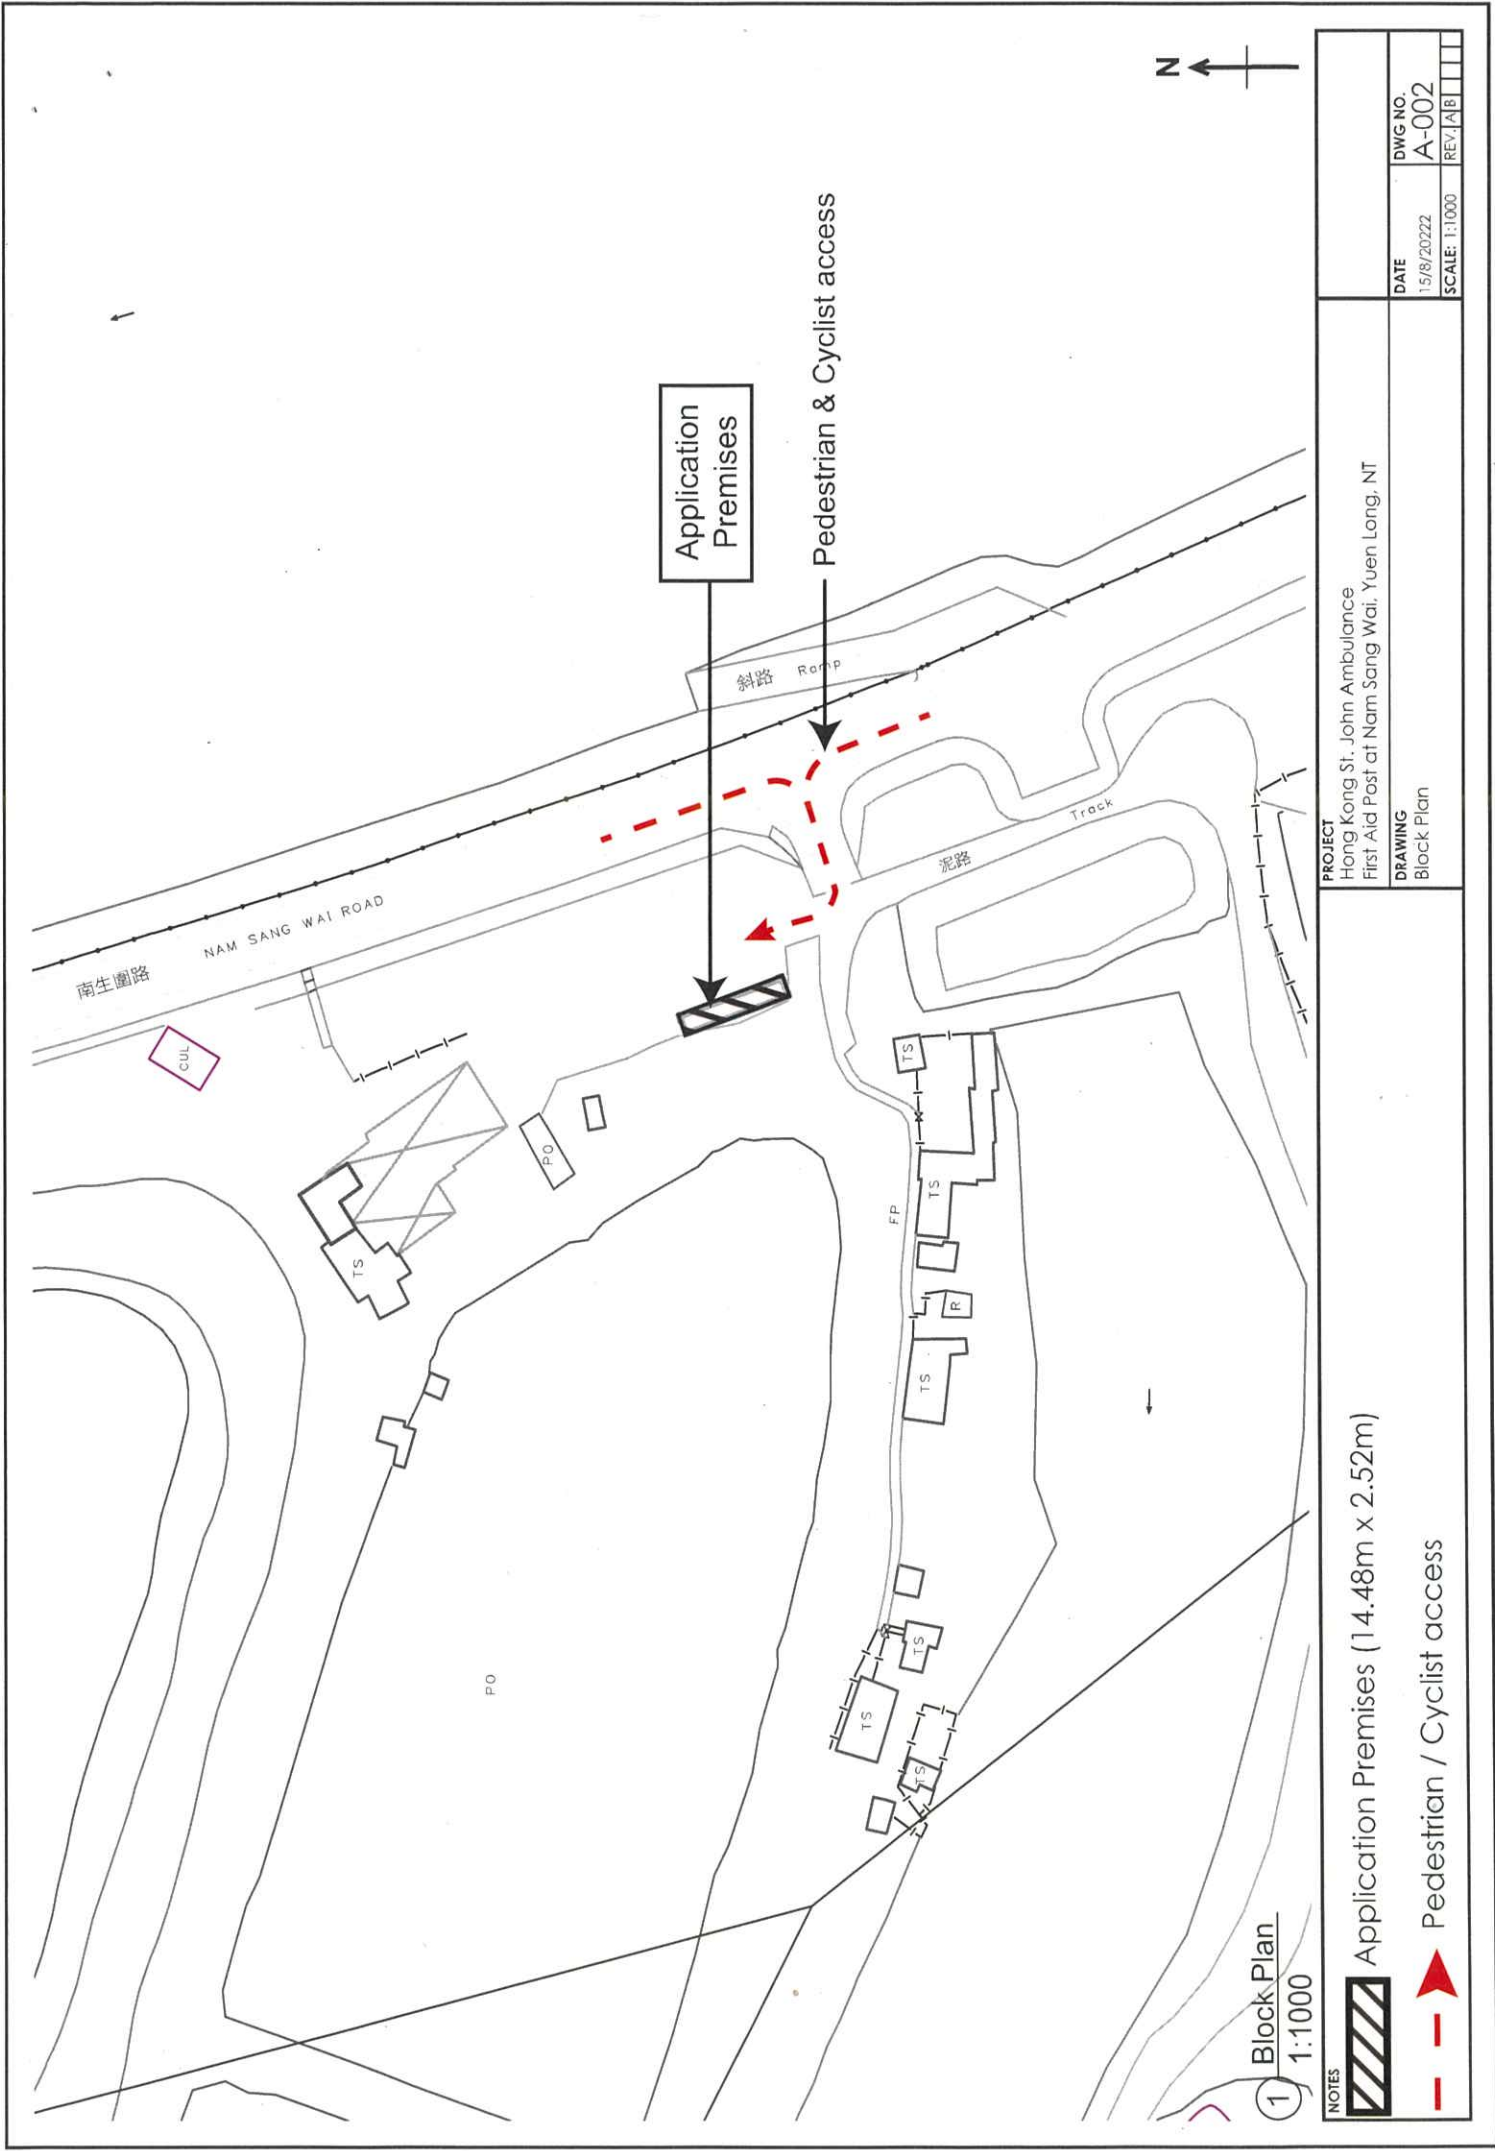 南生圍路
NAM SANG WAI ROAD
CUL
TS
PO
PO
Application
Premises
Pedestrian & Cyclist access
斜路 Ramp
泥路
Track
FP
TS
TS
R
TS
TS
TS
TS
N
1 Block Plan
1:1000
NOTES
Application Premises (14.48m x 2.52m)
Pedestrian / Cyclist access
PROJECT
Hong Kong St. John Ambulance
First Aid Post at Nam Sang Wai, Yuen Long, NT
DRAWING
Block Plan
DATE
15/8/20222
DWG NO.
A-002
SCALE: 1:1000
REV. A B